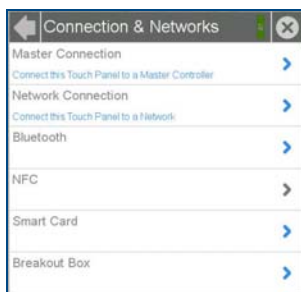 Connection & Networks
Master Connection
Connect this Touch Panel to a Master Controller
Network Connection
Connect this Touch Panel to a Network
Bluetooth
NFC
Smart Card
Breakout Box